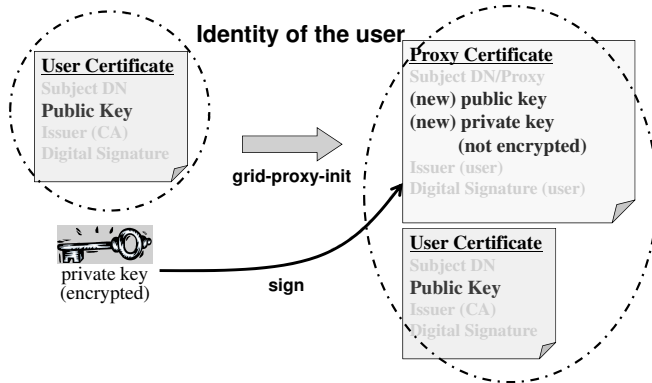 Identity of the user
User Certificate
Subject DN
Public Key
Issuer (CA)
Digital Signature
grid-proxy-init
private key
(encrypted)
sign
Proxy Certificate
Subject DN/Proxy
(new) public key
(new) private key
(not encrypted)
Issuer (user)
Digital Signature (user)
User Certificate
Subject DN
Public Key
Issuer (CA)
Digital Signature